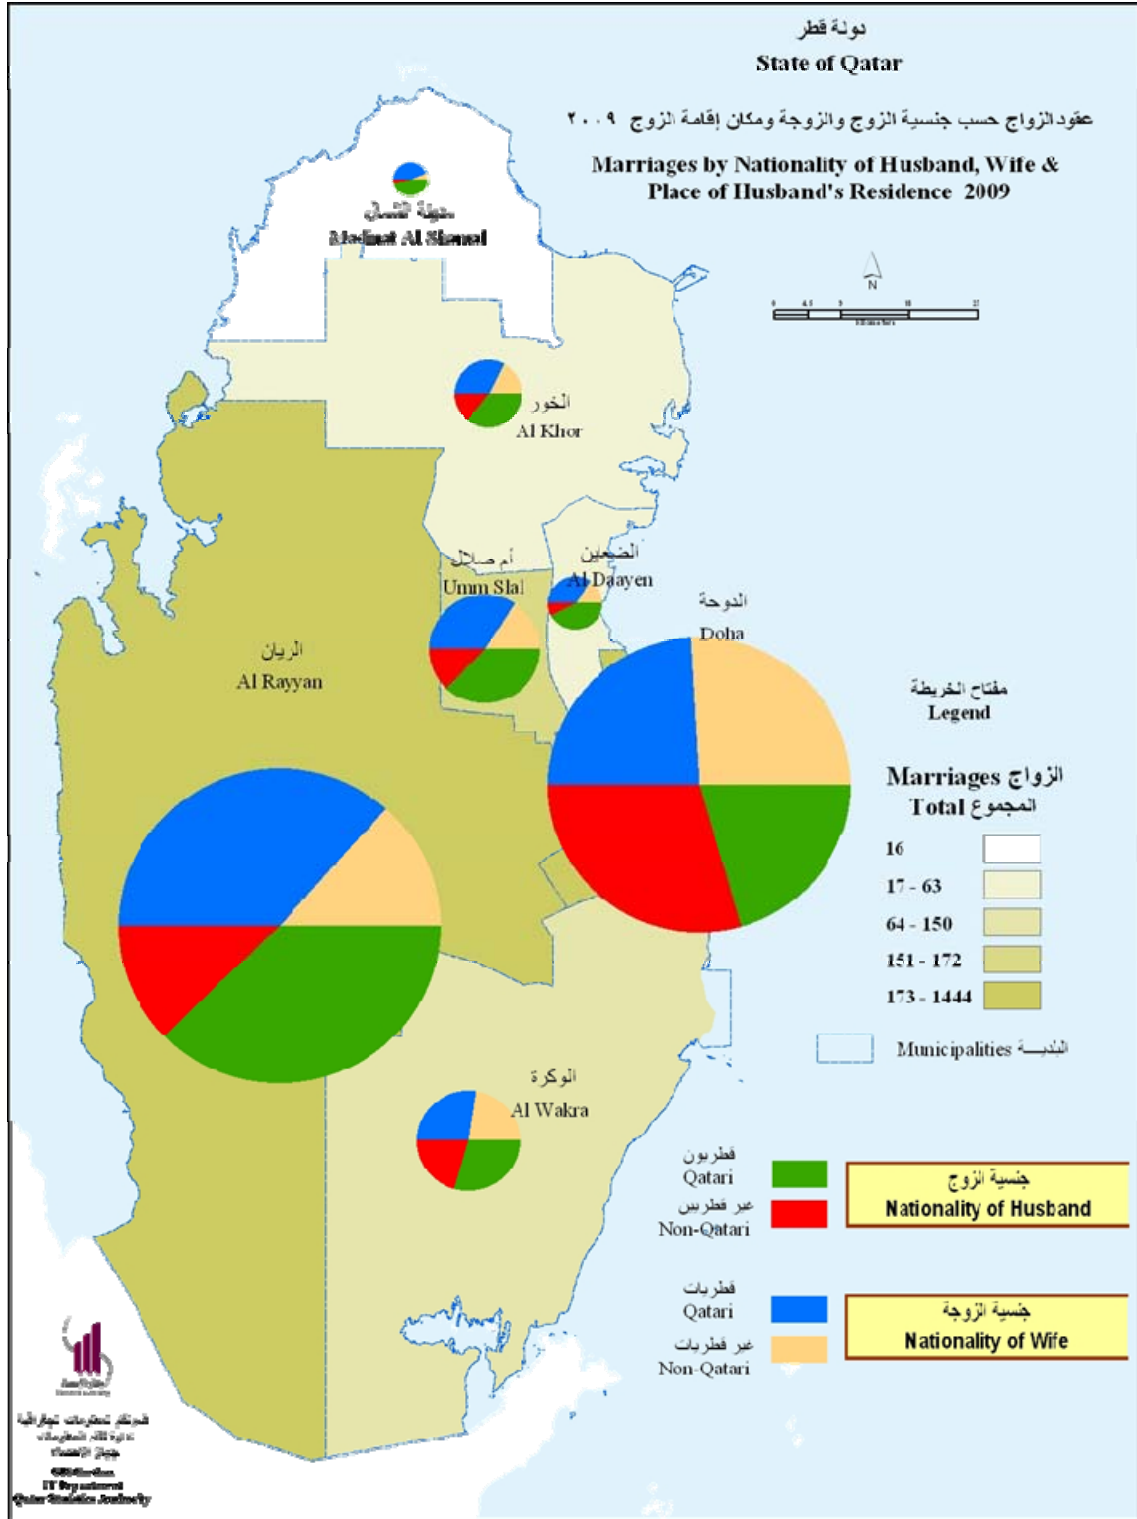 دولة قطر
State of Qatar
عقود الزواج حسب جنسية الزوج والزوجة ومكان إقامة الزوج ٢٠٠٩
Marriages by Nationality of Husband, Wife &
Place of Husband's Residence 2009
N
مدينة الشمال
Madinat Al Shamal
الخور
Al Khor
الضعاين
Al Daayen
أم صلال
Umm Slal
الدوحة
Doha
الريان
Al Rayyan
الوكرة
Al Wakra
مفتاح الخريطة
Legend
Marriages الزواج
Total المجموع
16
17 - 63
64 - 150
151 - 172
173 - 1444
Municipalities البلديـــة
قطريون
Qatari
غير قطريين
Non-Qatari
جنسية الزوج
Nationality of Husband
قطريات
Qatari
غير قطريات
Non-Qatari
جنسية الزوجة
Nationality of Wife
IT Department
Qatar Statistics Authority